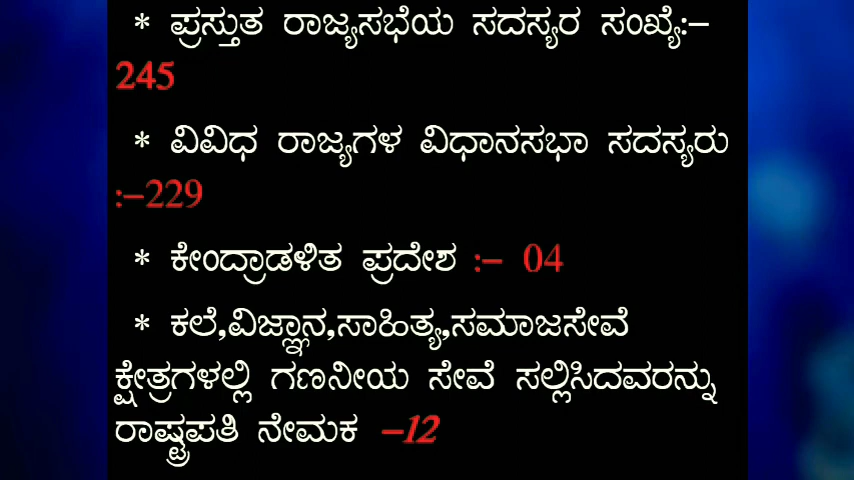 * ಪ್ರಸ್ತುತ ರಾಜ್ಯಸಭೆಯ ಸದಸ್ಯರ ಸಂಖ್ಯೆ:–
245
* ವಿವಿಧ ರಾಜ್ಯಗಳ ವಿಧಾನಸಭಾ ಸದಸ್ಯರು
:–229
* ಕೇಂದ್ರಾಡಳಿತ ಪ್ರದೇಶ :– 04
* ಕಲೆ,ವಿಜ್ಞಾನ,ಸಾಹಿತ್ಯ,ಸಮಾಜಸೇವೆ
ಕ್ಷೇತ್ರಗಳಲ್ಲಿ ಗಣನೀಯ ಸೇವೆ ಸಲ್ಲಿಸಿದವರನ್ನು
ರಾಷ್ಟ್ರಪತಿ ನೇಮಕ –12